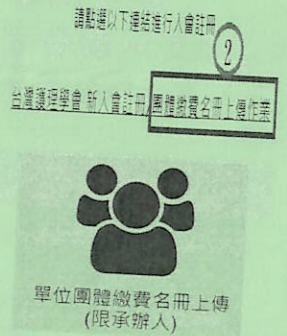 請點選以下連結進行入會註冊
2
台灣護理學會 新入會註冊/團體繳費名冊上傳作業
單位團體繳費名冊上傳
(限承辦人)